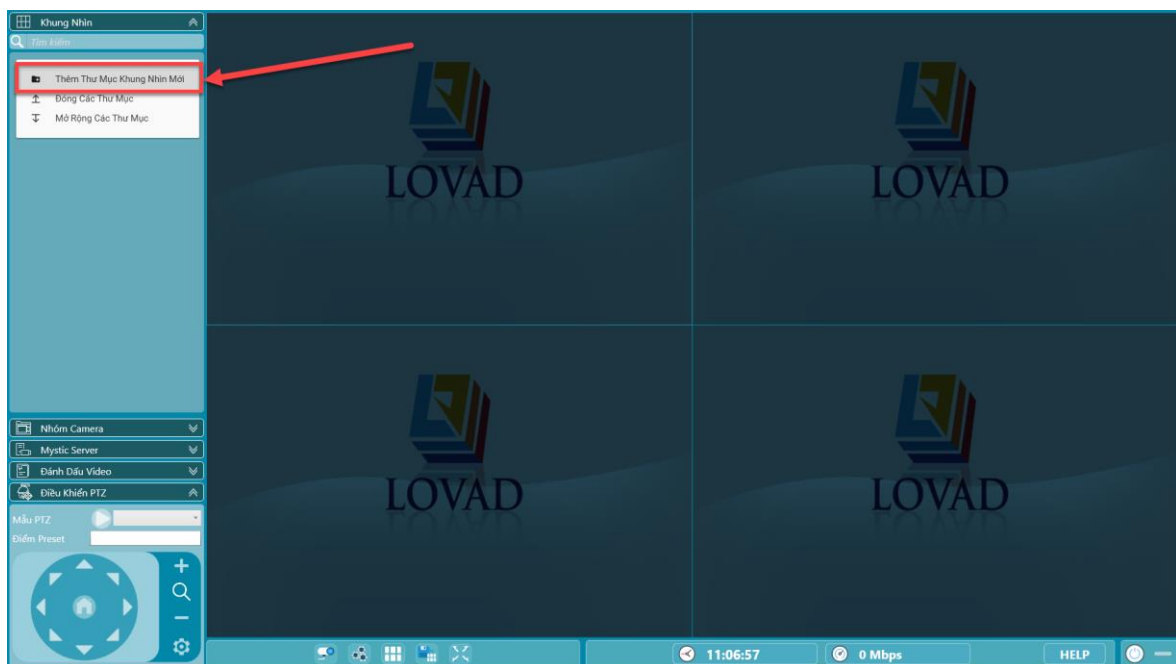 Khung Nhìn
Tìm kiếm
Thêm Thư Mục Khung Nhìn Mới
Đóng Các Thư Mục
Mở Rộng Các Thư Mục
Nhóm Camera
Mystic Server
Đánh Dấu Video
Điều Khiển PTZ
Mẫu PTZ
Điểm Preset
LOVAD
LOVAD
LOVAD
LOVAD
11:06:57
0 Mbps
HELP